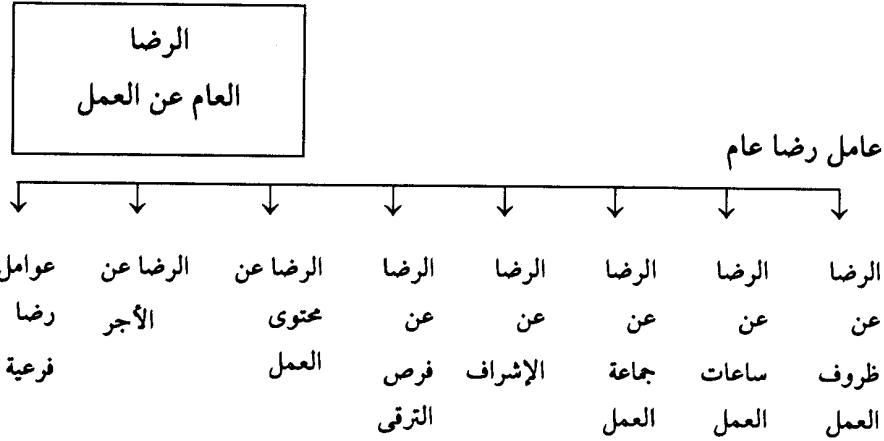 الرضا
العام عن العمل
عامل رضا عام
الرضا
عن
ظروف
العمل
الرضا
عن
ساعات
العمل
الرضا
عن
جماعة
العمل
الرضا
عن
الإشراف
الرضا
عن
فرص
الترقى
الرضا عن
محتوى
العمل
الرضا عن
الأجر
عوامل
رضا
فرعية